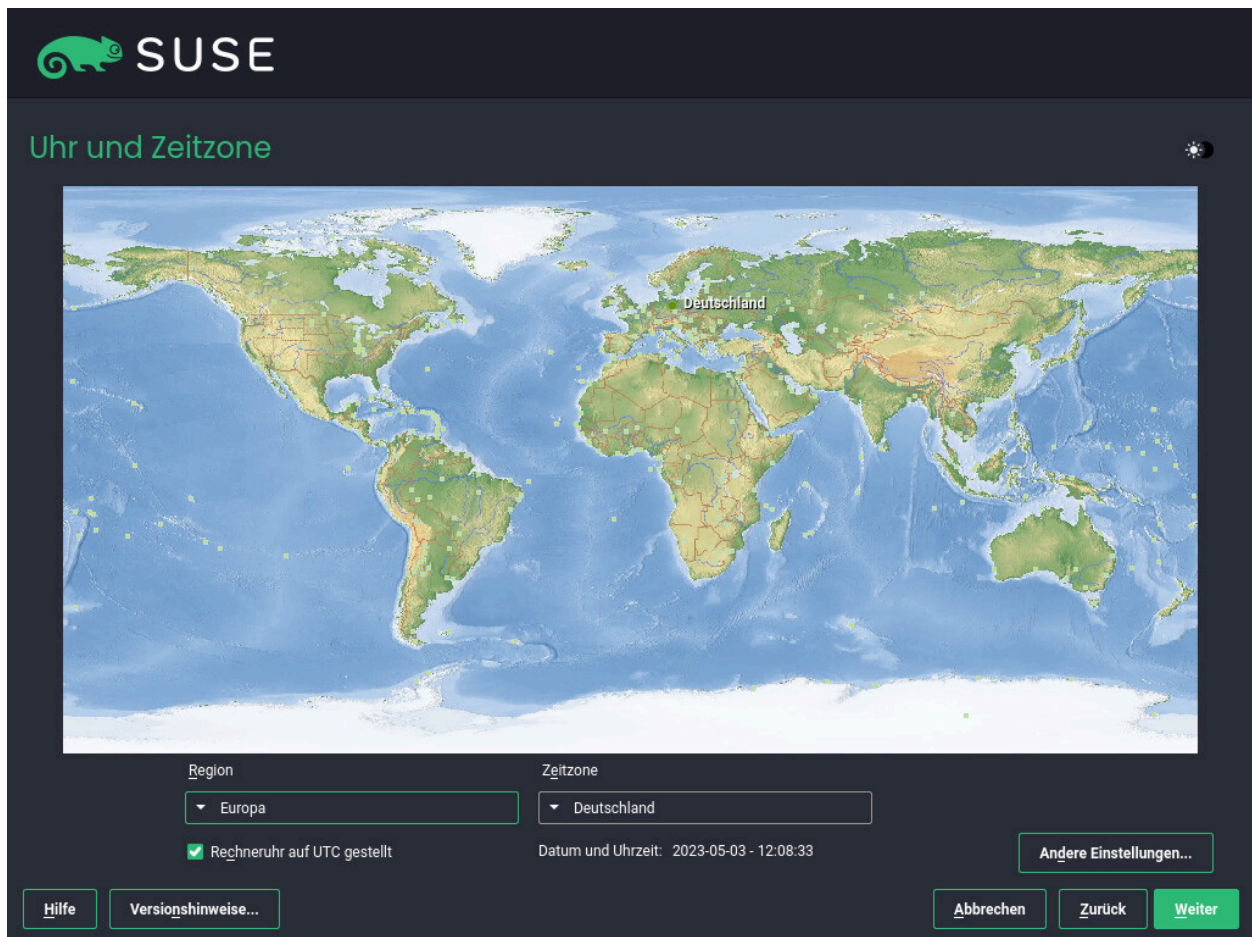 SUSE
Uhr und Zeitzone
Deutschland
Region
Zeitzone
Europa
Deutschland
Rechneruhr auf UTC gestellt
Datum und Uhrzeit: 2023-05-03 - 12:08:33
Andere Einstellungen...
Hilfe
Versionshinweise...
Abbrechen
Zurück
Weiter